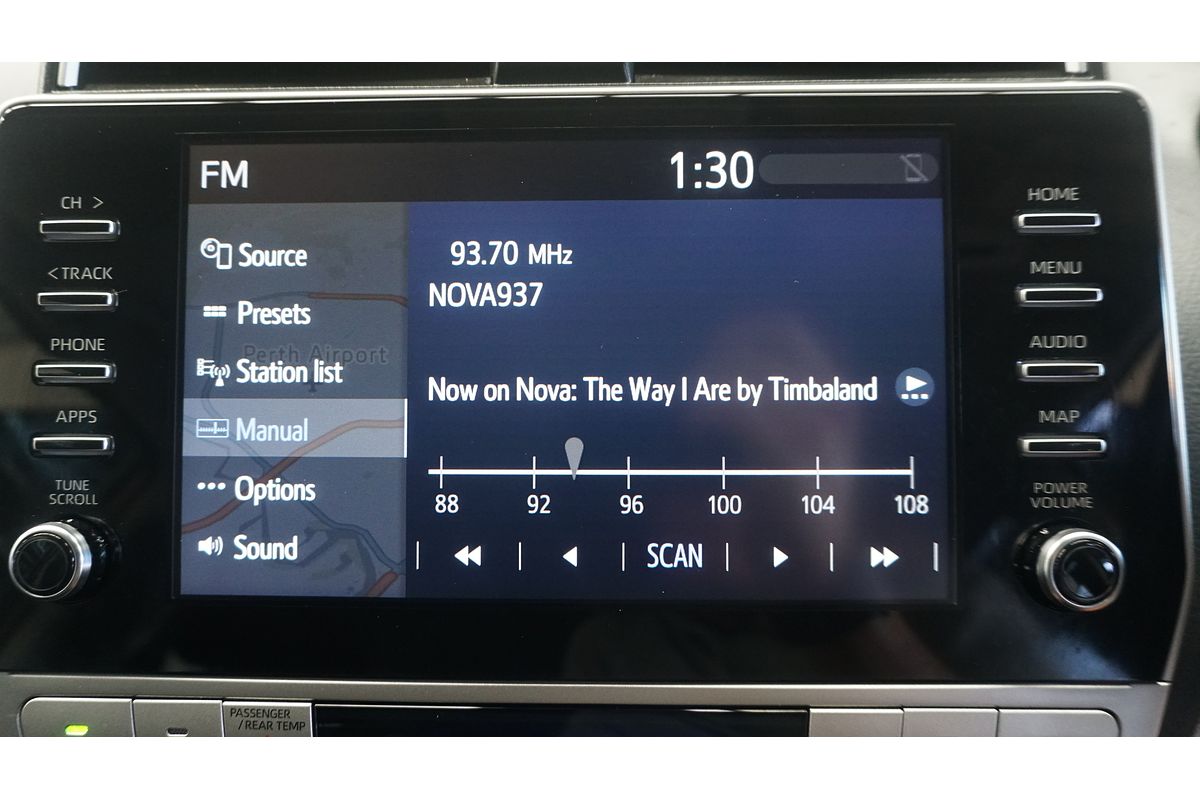 FM
1:30
CH >
< TRACK
PHONE
APPS
TUNE
SCROLL
Source
Presets
Perth Airport
Station list
Manual
Options
Sound
93.70 MHz
NOVA937
Now on Nova: The Way I Are by Timbaland
88 92 96 100 104 108
SCAN
HOME
MENU
AUDIO
MAP
POWER
VOLUME
PASSENGER
/REAR TEMP